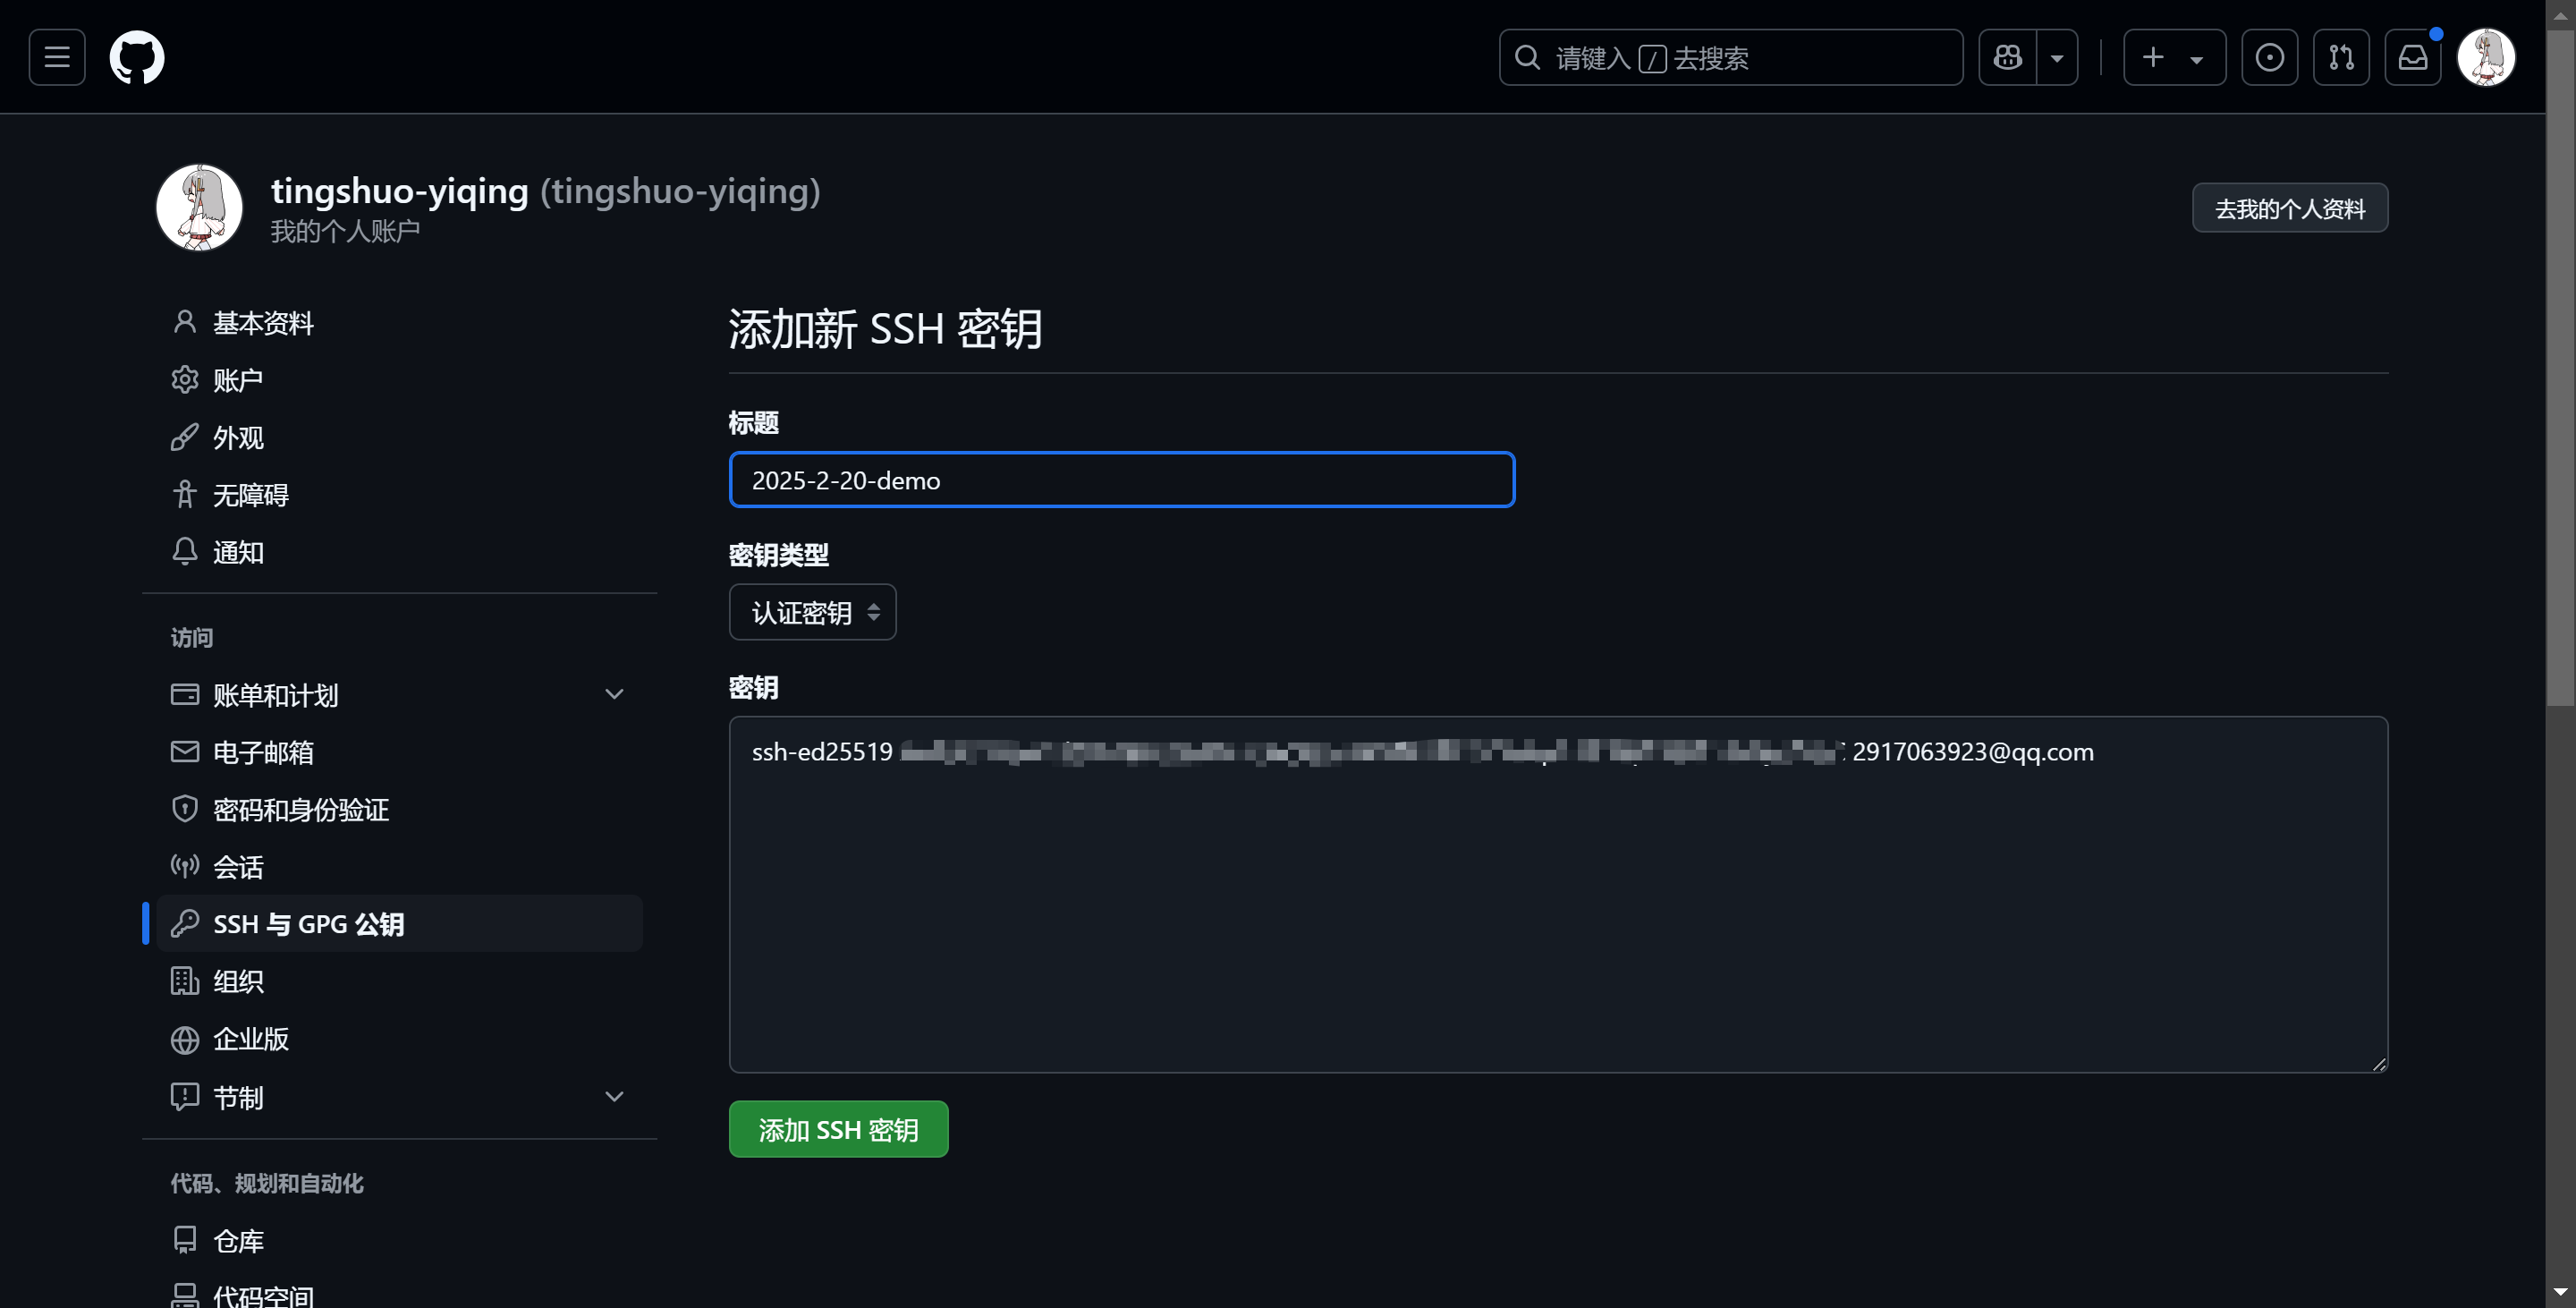 请键入 / 去搜索
tingshuo-yiqing (tingshuo-yiqing)
我的个人账户
去我的个人资料
基本资料
账户
外观
无障碍
通知
访问
账单和计划
电子邮箱
密码和身份验证
会话
SSH 与 GPG 公钥
组织
企业版
节制
代码、规划和自动化
仓库
代码空间
添加新 SSH 密钥
标题
2025-2-20-demo
密钥类型
认证密钥
密钥
ssh-ed25519 2917063923@qq.com
添加 SSH 密钥